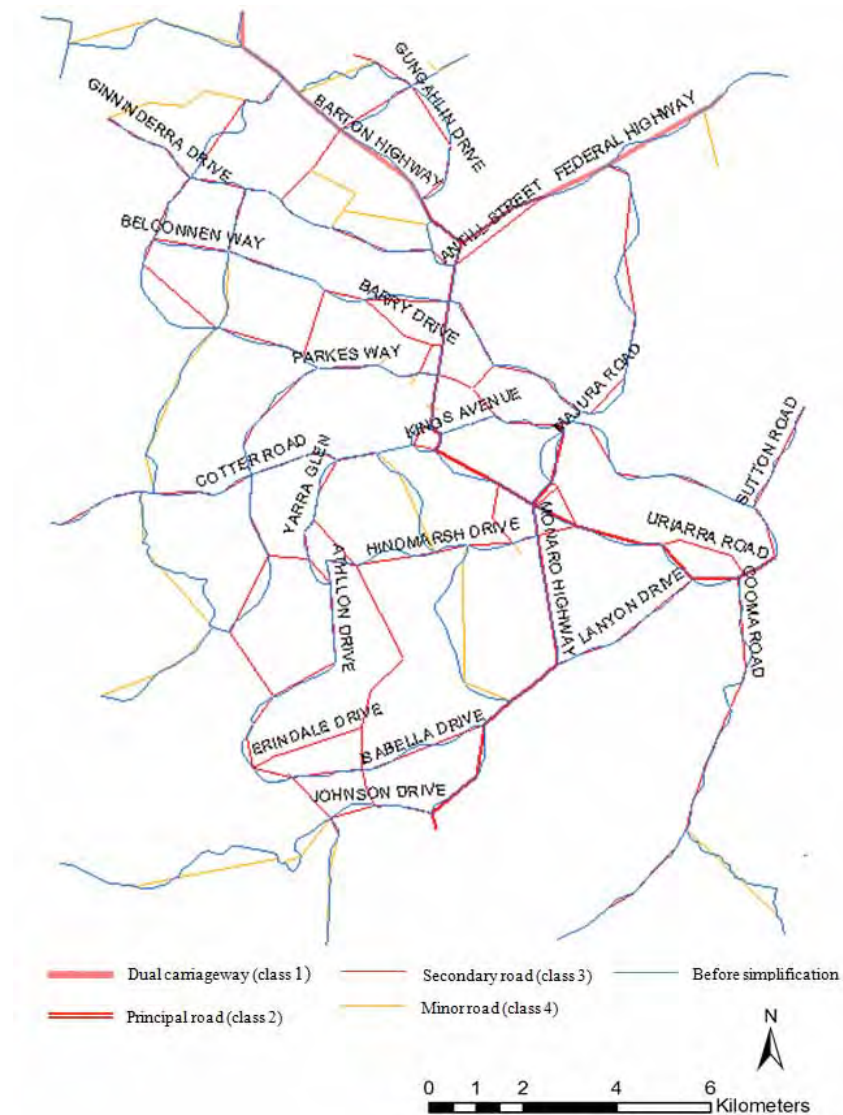 GUNGAHLIN DRIVE
GINNINDERRA DRIVE
BARTON HIGHWAY
FEDERAL HIGHWAY
ANTILL STREET
BELCONNEN WAY
BARRY DRIVE
PARKES WAY
MAJURA ROAD
KINGS AVENUE
SUTTON ROAD
COTTER ROAD
YARRA GLEN
URIARRA ROAD
HINDMARSH DRIVE
MONARO HIGHWAY
ATHLLON DRIVE
LANYON DRIVE
COOMA ROAD
ERINDALE DRIVE
ISABELLA DRIVE
JOHNSON DRIVE
Dual carriageway (class 1) Secondary road (class 3) Before simplification
Principal road (class 2) Minor road (class 4)
N
0 1 2 4 6
Kilometers